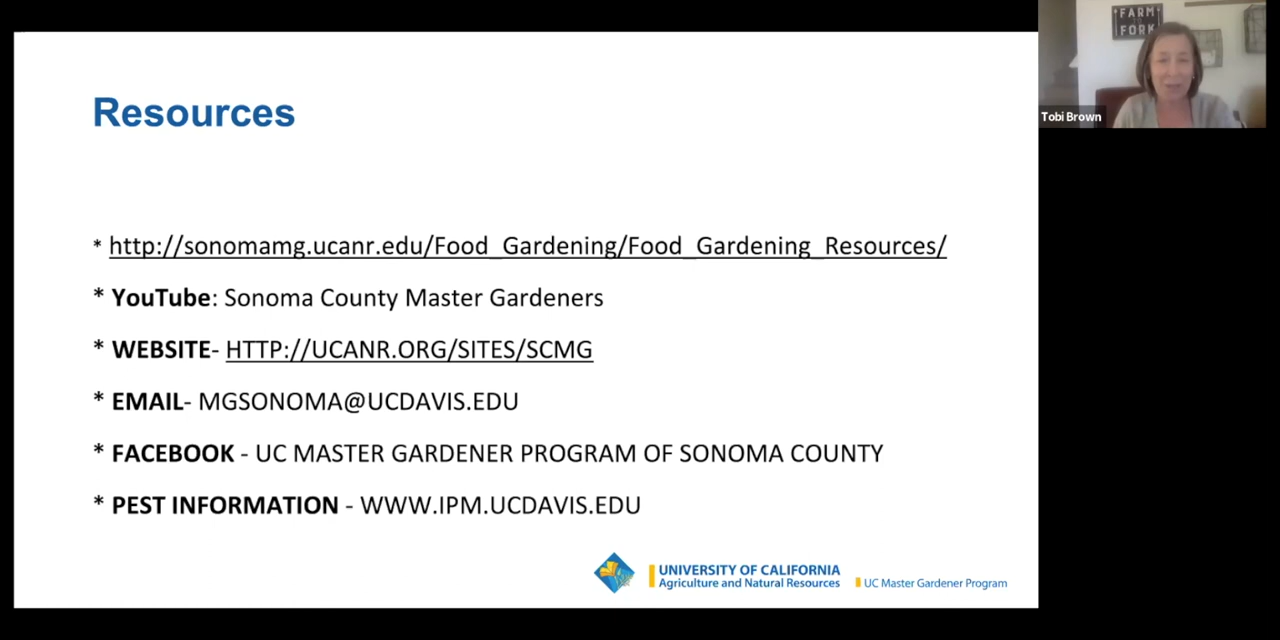 Resources
* http://sonomamg.ucanr.edu/Food_Gardening/Food_Gardening_Resources/
* YouTube: Sonoma County Master Gardeners
* WEBSITE- HTTP://UCANR.ORG/SITES/SCMG
* EMAIL- MGSONOMA@UCDAVIS.EDU
* FACEBOOK - UC MASTER GARDENER PROGRAM OF SONOMA COUNTY
* PEST INFORMATION - WWW.IPM.UCDAVIS.EDU
UNIVERSITY OF CALIFORNIA
Agriculture and Natural Resources
UC Master Gardener Program
FARM
FORK
Tobi Brown